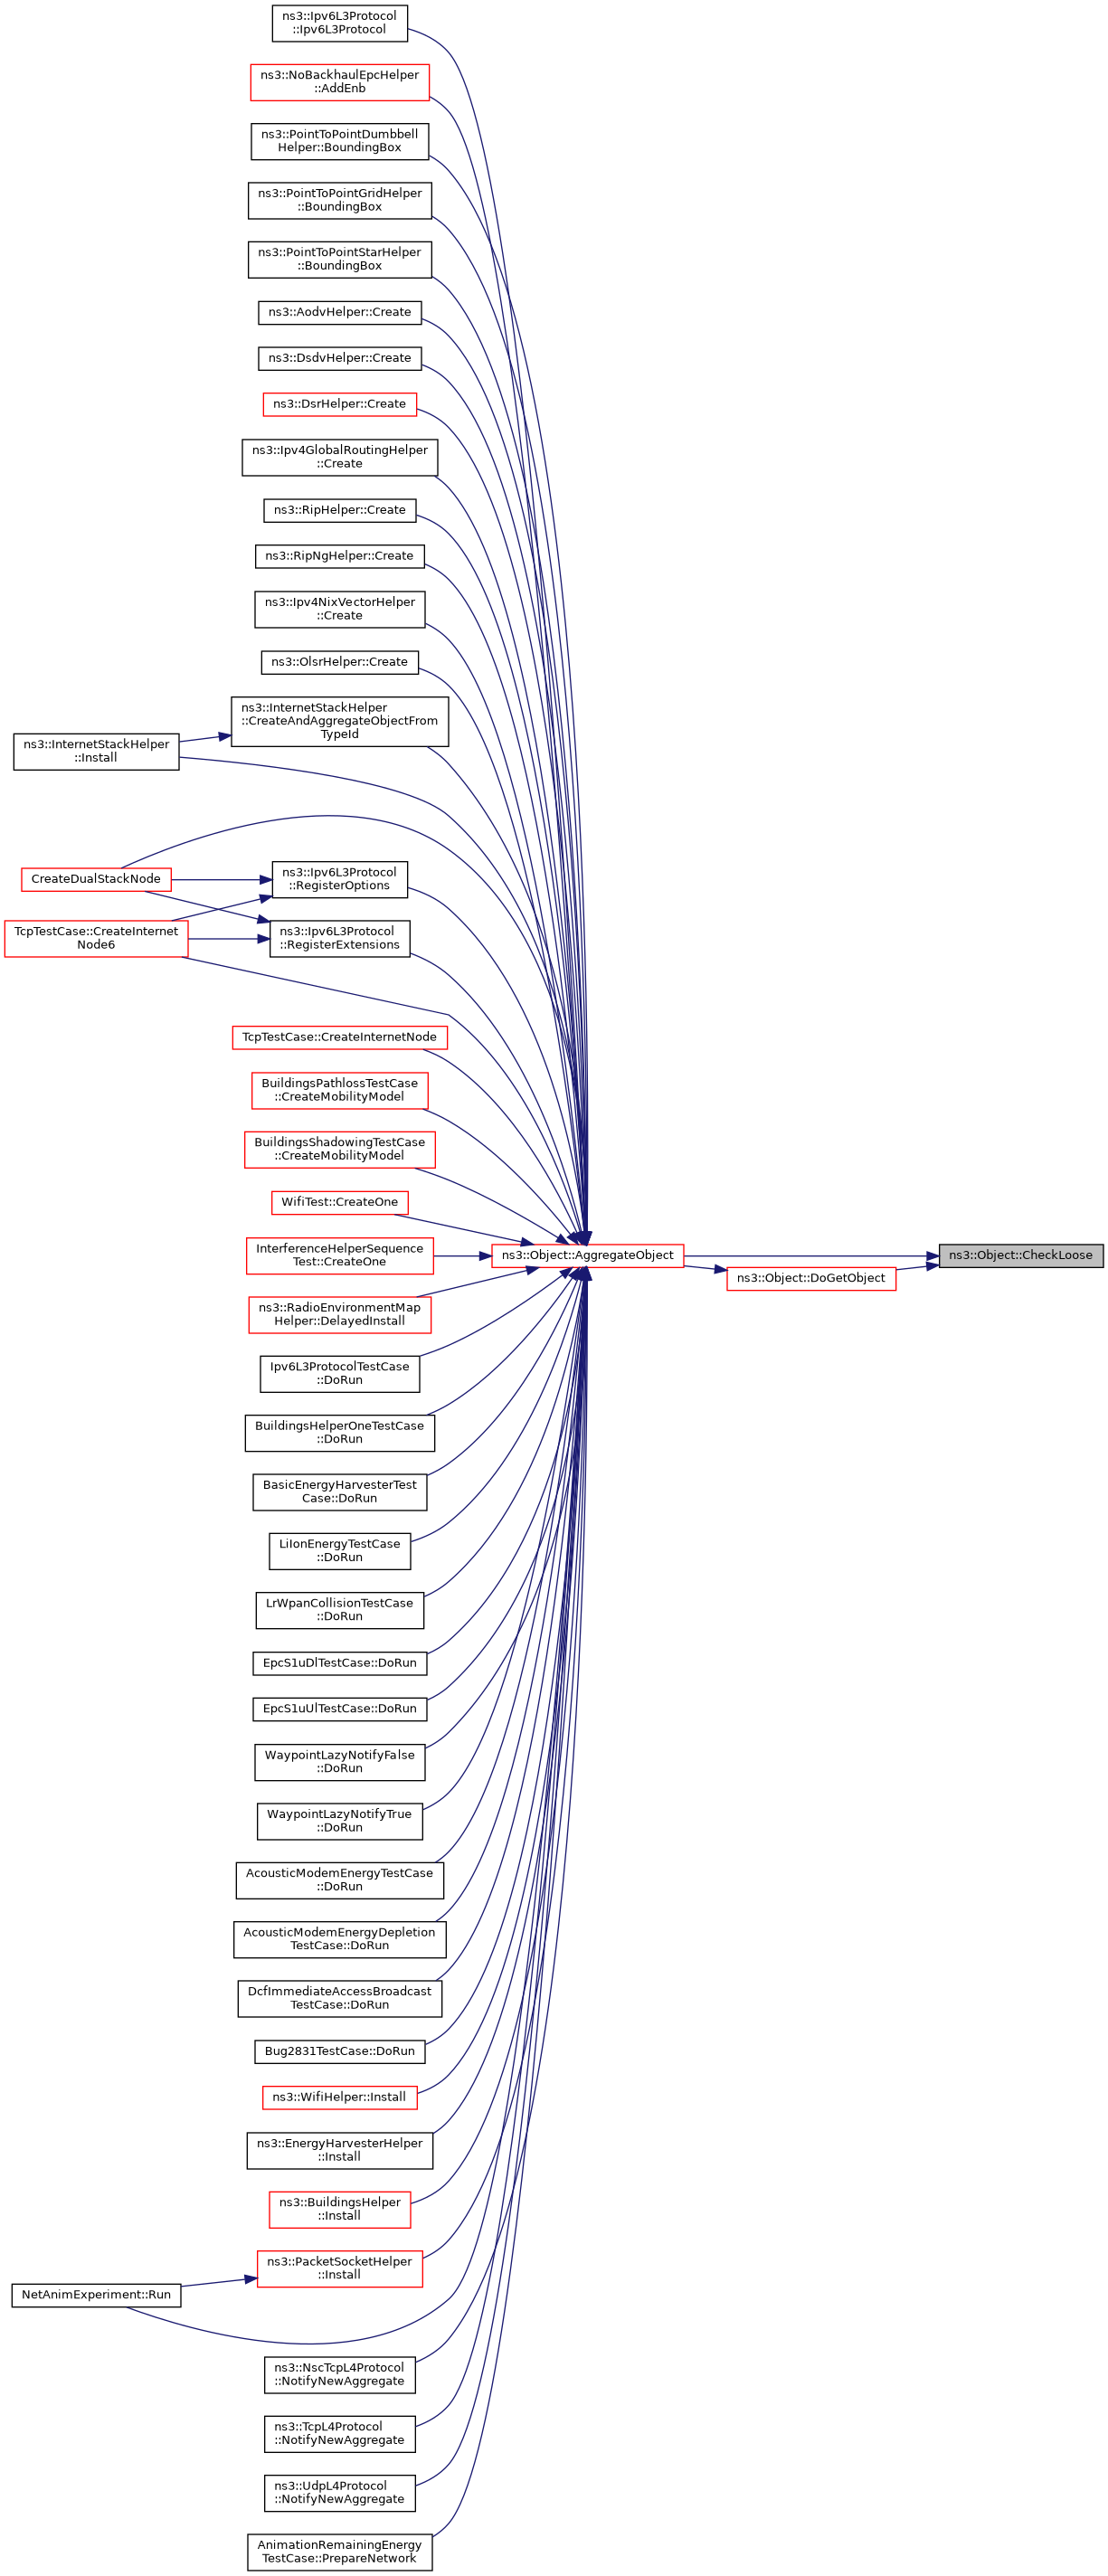 ns3::Ipv6L3Protocol
::Ipv6L3Protocol
ns3::NoBackhaulEpcHelper
::AddEnb
ns3::PointToPointDumbbell
Helper::BoundingBox
ns3::PointToPointGridHelper
::BoundingBox
ns3::PointToPointStarHelper
::BoundingBox
ns3::AodvHelper::Create
ns3::DsdvHelper::Create
ns3::DsrHelper::Create
ns3::Ipv4GlobalRoutingHelper
::Create
ns3::RipHelper::Create
ns3::RipNgHelper::Create
ns3::Ipv4NixVectorHelper
::Create
ns3::OlsrHelper::Create
ns3::InternetStackHelper
::CreateAndAggregateObjectFrom
TypeId
ns3::InternetStackHelper
::Install
CreateDualStackNode
ns3::Ipv6L3Protocol
::RegisterOptions
TcpTestCase::CreateInternet
Node6
ns3::Ipv6L3Protocol
::RegisterExtensions
TcpTestCase::CreateInternetNode
BuildingsPathlossTestCase
::CreateMobilityModel
BuildingsShadowingTestCase
::CreateMobilityModel
WifiTest::CreateOne
InterferenceHelperSequence
Test::CreateOne
ns3::Object::AggregateObject
ns3::Object::CheckLoose
ns3::Object::DoGetObject
ns3::RadioEnvironmentMap
Helper::DelayedInstall
Ipv6L3ProtocolTestCase
::DoRun
BuildingsHelperOneTestCase
::DoRun
BasicEnergyHarvesterTest
Case::DoRun
LiIonEnergyTestCase
::DoRun
LrWpanCollisionTestCase
::DoRun
EpcS1uDlTestCase::DoRun
EpcS1uUlTestCase::DoRun
WaypointLazyNotifyFalse
::DoRun
WaypointLazyNotifyTrue
::DoRun
AcousticModemEnergyTestCase
::DoRun
AcousticModemEnergyDepletion
TestCase::DoRun
DcfImmediateAccessBroadcast
TestCase::DoRun
Bug2831TestCase::DoRun
ns3::WifiHelper::Install
ns3::EnergyHarvesterHelper
::Install
ns3::BuildingsHelper
::Install
ns3::PacketSocketHelper
::Install
NetAnimExperiment::Run
ns3::NscTcpL4Protocol
::NotifyNewAggregate
ns3::TcpL4Protocol
::NotifyNewAggregate
ns3::UdpL4Protocol
::NotifyNewAggregate
AnimationRemainingEnergy
TestCase::PrepareNetwork